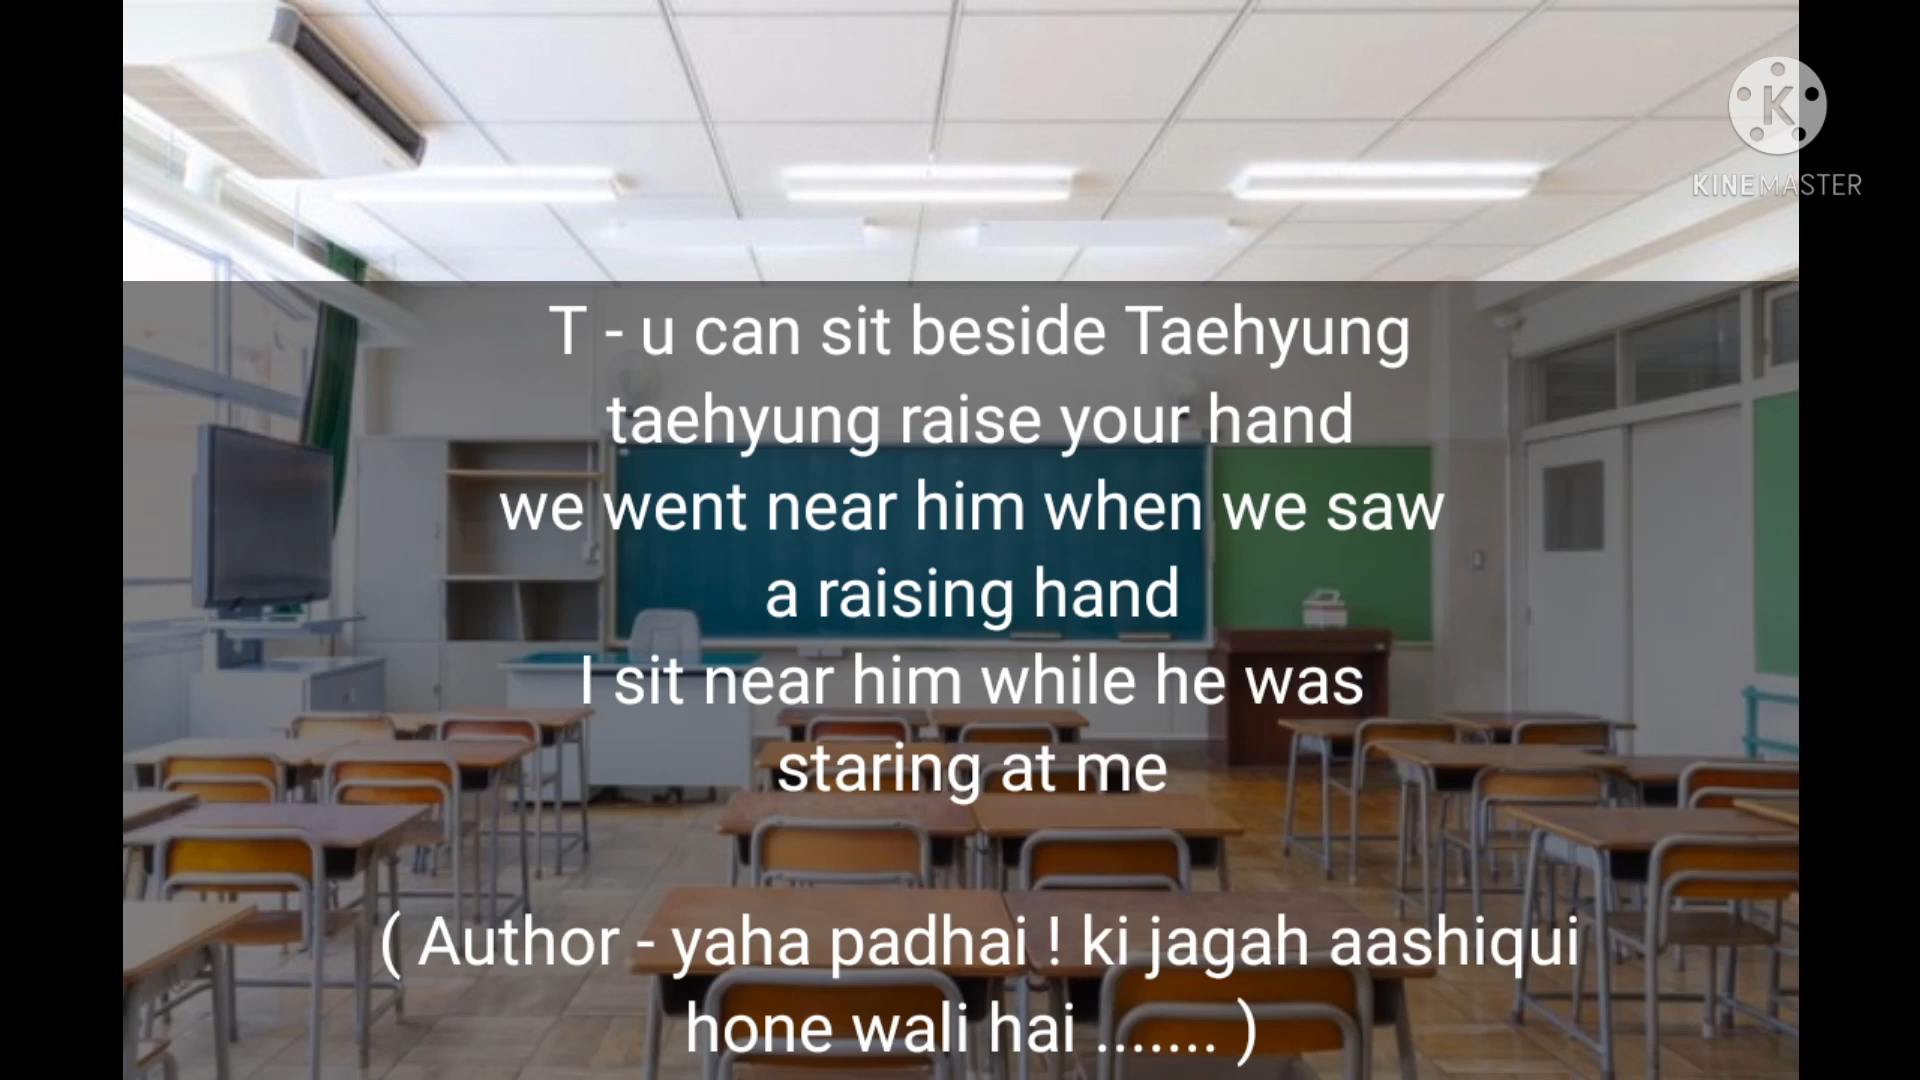 KINEMASTER
T - u can sit beside Taehyung
taehyung raise your hand
we went near him when we saw
a raising hand
I sit near him while he was
staring at me
( Author - yaha padhai ! ki jagah aashiqui
hone wali hai ....... )